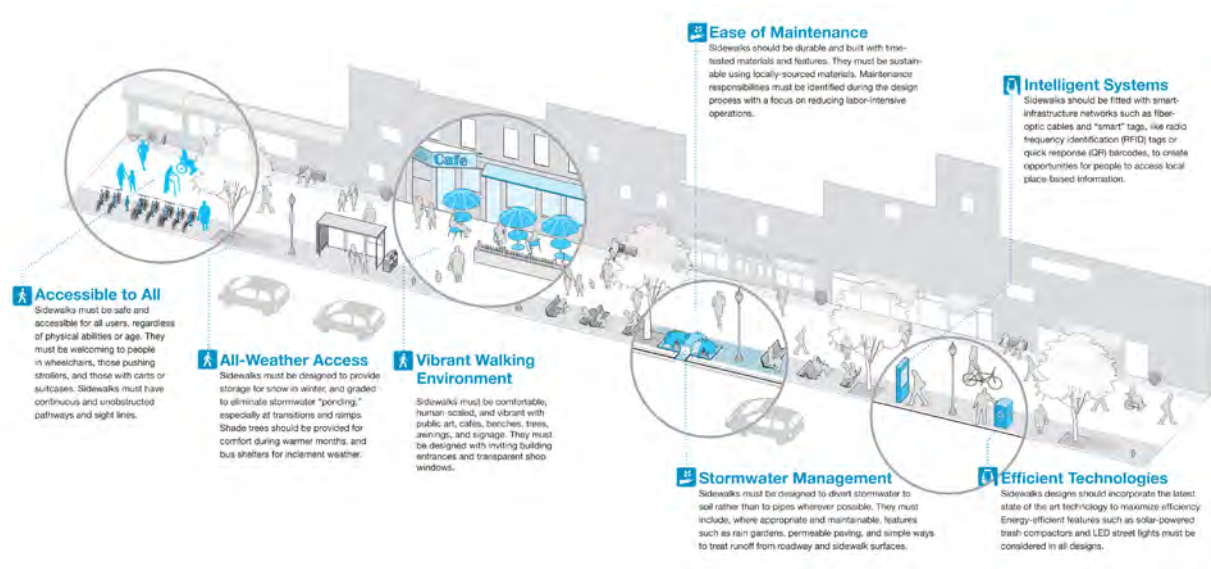 Ease of Maintenance
Sidewalks should be durable and built with time-
tested materials and features. They must be sustain-
able using locally-sourced materials. Maintenance
responsibilities must be identified during the design
process with a focus on reducing labor-intensive
operations.
Intelligent Systems
Sidewalks should be fitted with smart-
infrastructure networks such as fiber-
optic cables and "smart" tags, like radio
frequency identification (RFID) tags or
quick response (QR) barcodes, to create
opportunities for people to access local
place-based information.
Cafe
Accessible to All
Sidewalks must be safe and
accessible for all users, regardless
of physical abilities or age. They
must be welcoming to people
in wheelchairs, those pushing
strollers, and those with carts or
suitcases. Sidewalks must have
continuous and unobstructed
pathways and sight lines.
All-Weather Access
Sidewalks must be designed to provide
storage for snow in winter, and graded
to eliminate stormwater "ponding,"
especially at transitions and ramps.
Shade trees should be provided for
comfort during warmer months, and
bus shelters for inclement weather.
Vibrant Walking
Environment
Sidewalks must be comfortable,
human-scaled, and vibrant with
public art, cafés, benches, trees,
awnings, and signage. They must
be designed with inviting building
entrances and transparent shop
windows.
Stormwater Management
Sidewalks must be designed to divert stormwater to
soil rather than to pipes wherever possible. They must
include, where appropriate and maintainable, features
such as rain gardens, permeable paving, and simple ways
to treat runoff from roadway and sidewalk surfaces.
Efficient Technologies
Sidewalks designs should incorporate the latest
state of the art technology to maximize efficiency.
Energy-efficient features such as solar-powered
trash compactors and LED street lights must be
considered in all designs.